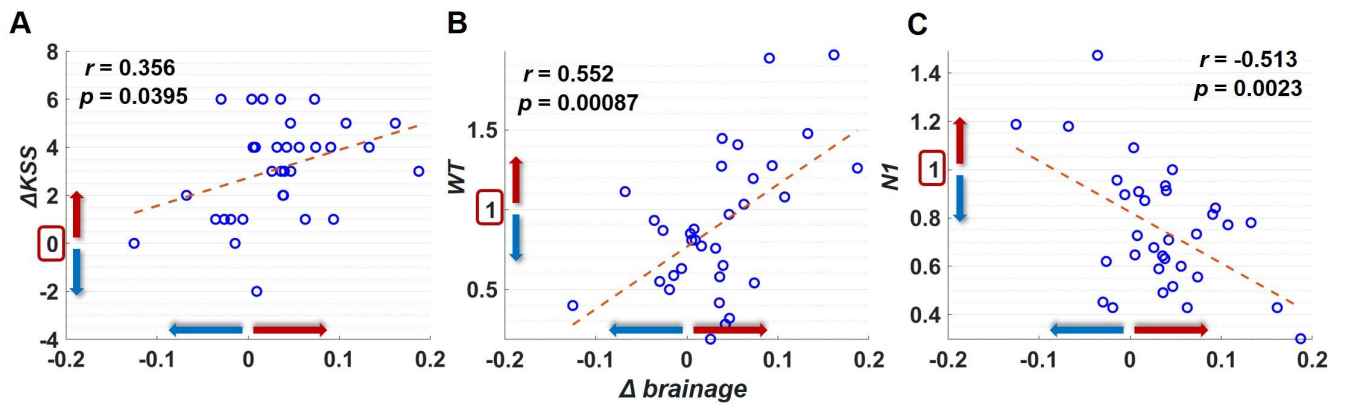 A
B
C
r = 0.356
p = 0.0395
r = 0.552
p = 0.00087
r = -0.513
p = 0.0023
ΔKSS
8
6
4
2
0
-2
-4
-0.2
-0.1
0
0.1
0.2
WT
1.5
1
0.5
-0.2
-0.1
0
0.1
0.2
N1
1.4
1.2
1
0.8
0.6
0.4
-0.2
-0.1
0
0.1
0.2
Δ brainage